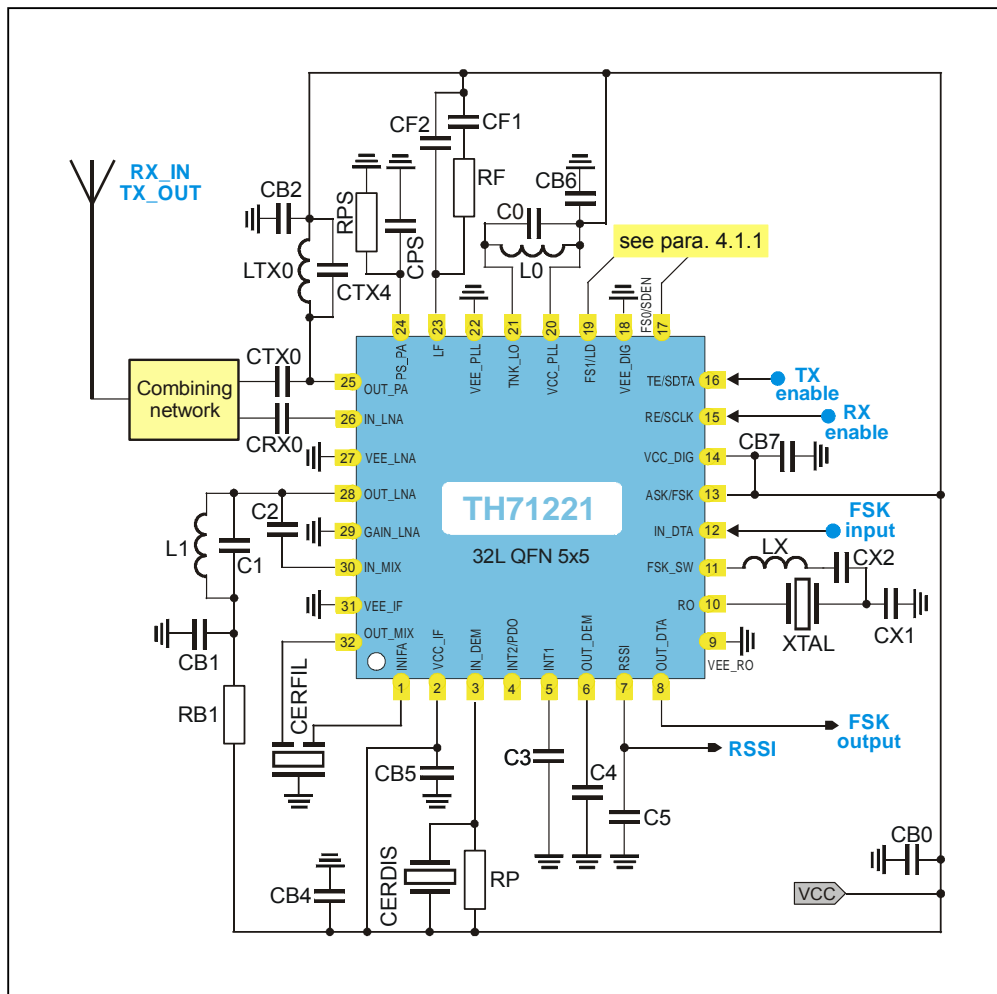 RX_IN
TX_OUT
CB2
LTX0
CTX4
RPS
CPS
CF2
CF1
RF
CB6
C0
L0
see para. 4.1.1
FS0/SDEN
24
23
22
21
20
19
18
17
PS_PA
LF
VEE_PLL
TNK_LO
VCC_PLL
FS1/LD
VEE_DIG
Combining
network
CTX0
CRX0
25 OUT_PA
26 IN_LNA
27 VEE_LNA
28 OUT_LNA
29 GAIN_LNA
30 IN_MIX
31 VEE_IF
32 OUT_MIX
TE/SDTA 16
RE/SCLK 15
VCC_DIG 14
ASK/FSK 13
IN_DTA 12
FSK_SW 11
RO 10
9
VEE_RO
TX
enable
RX
enable
CB7
FSK
input
LX
CX2
CX1
XTAL
TH71221
32L QFN 5x5
L1
C1
C2
CB1
RB1
CERFIL
INIFA
VCC_IF
IN_DEM
INT2/PDO
INT1
OUT_DEM
RSSI
OUT_DTA
1
2
3
4
5
6
7
8
FSK
output
RSSI
CB5
C3
C4
C5
CERDIS
RP
CB4
CB0
VCC